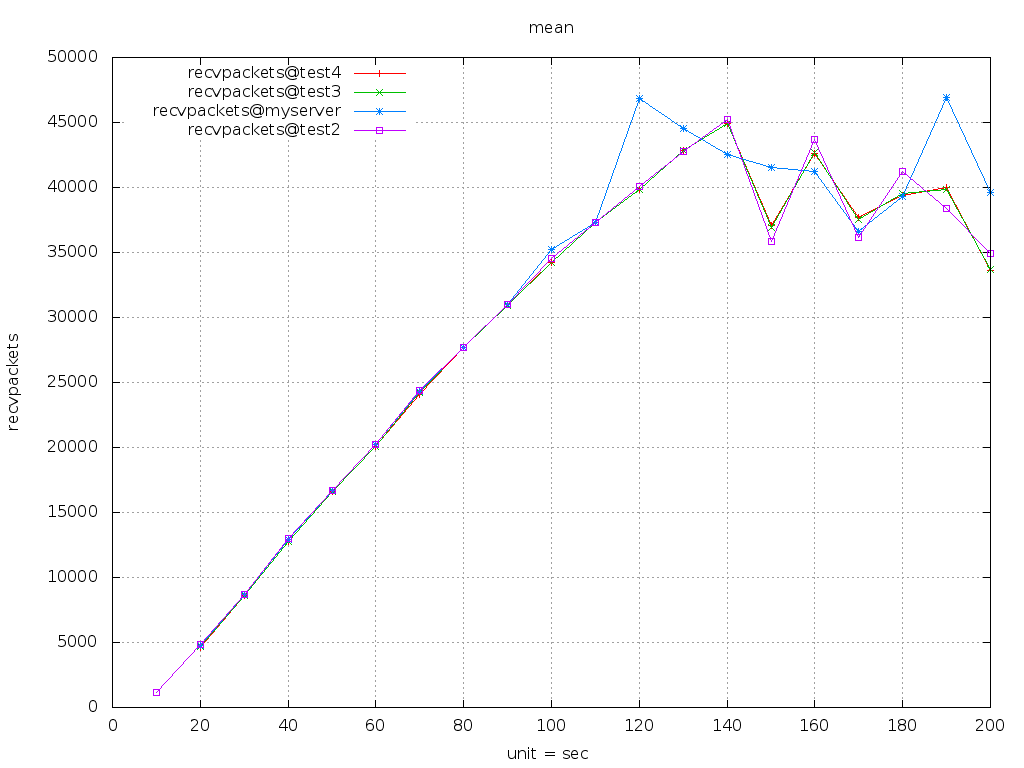 mean
50000
45000
40000
35000
30000
25000
20000
15000
10000
5000
0
recvpackets@test4
recvpackets@test3
recvpackets@myserver
recvpackets@test2
recvpackets
0 20 40 60 80 100 120 140 160 180 200
unit = sec